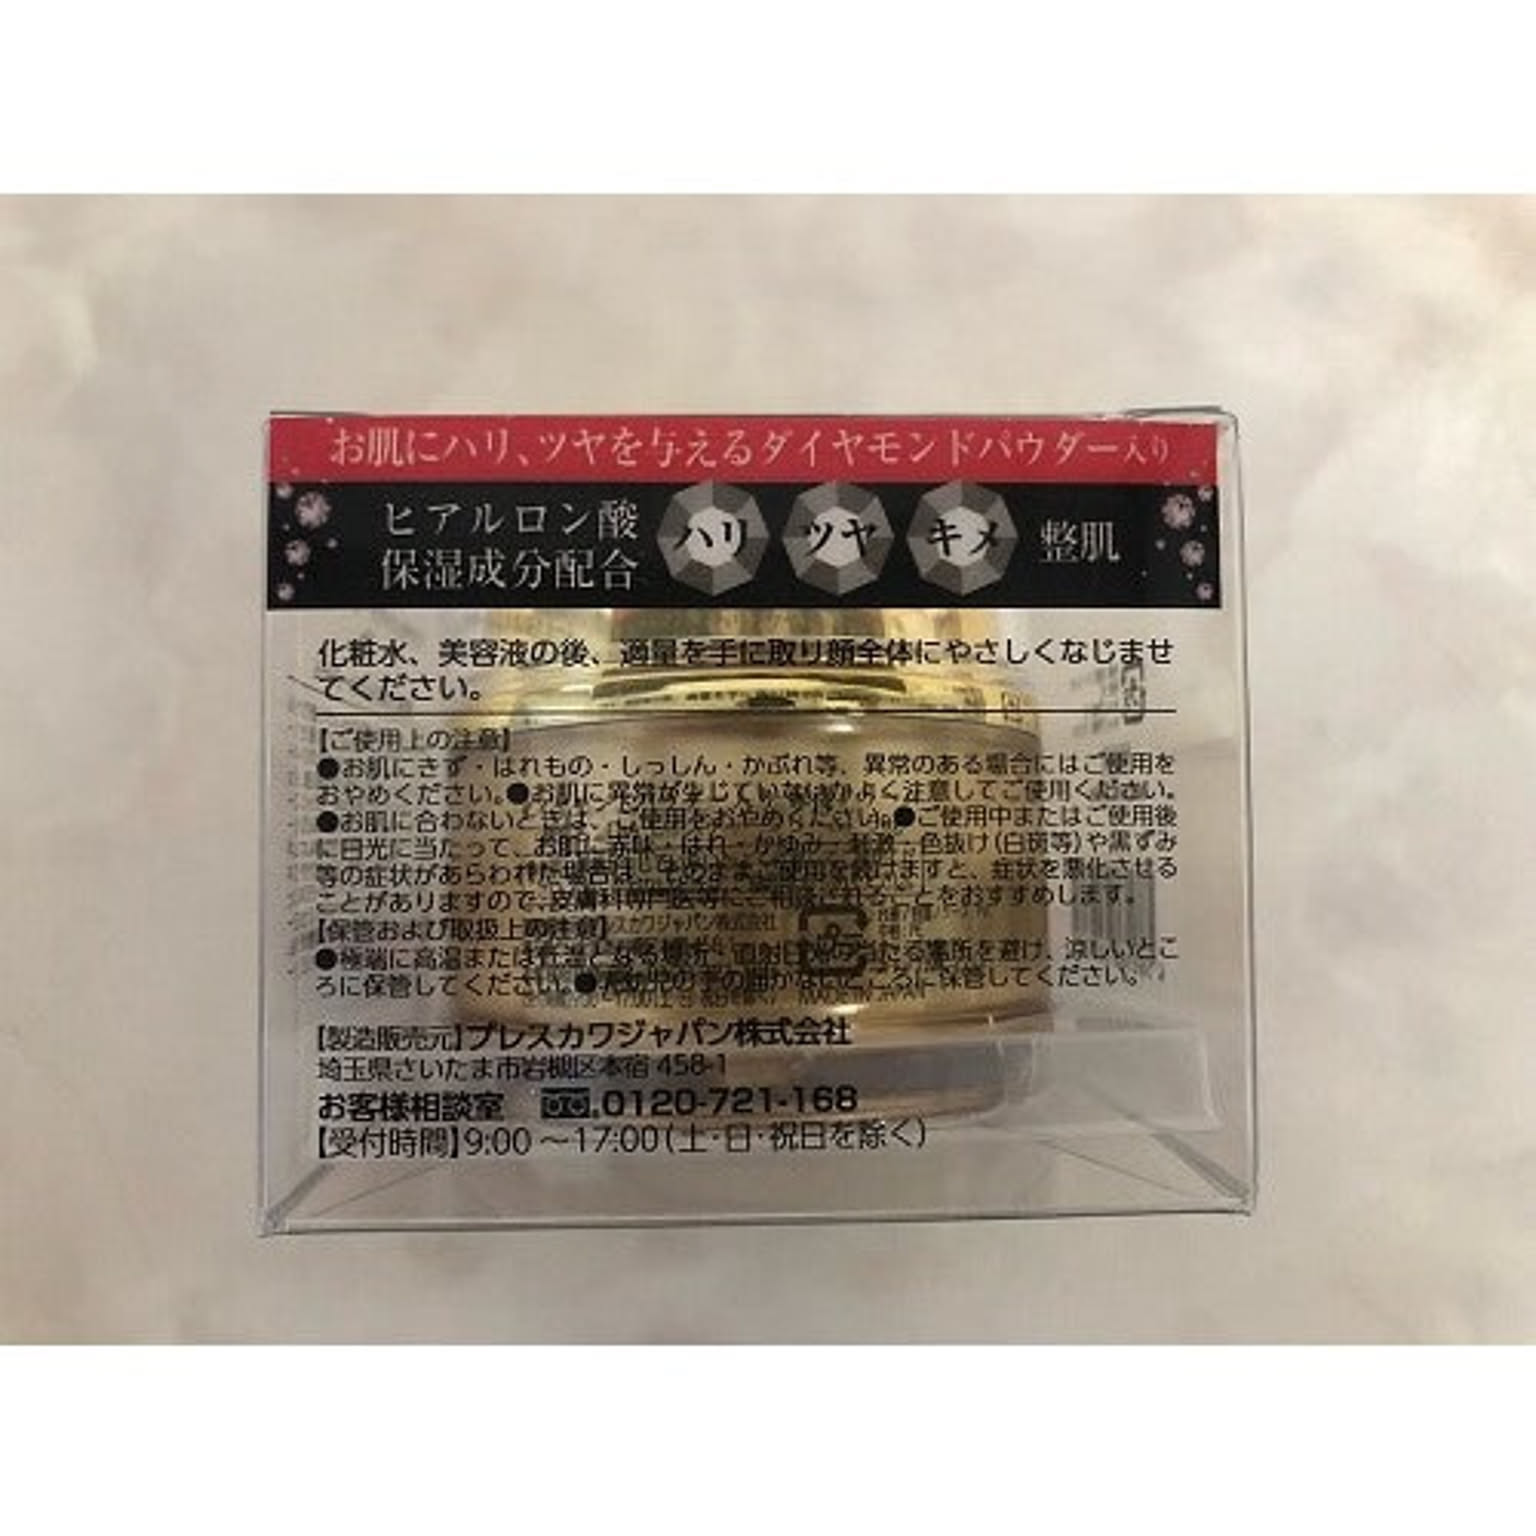 お肌にハリ、ツヤを与えるダイヤモンドパウダー入り
ヒアルロン酸
保湿成分配合
ハリ ツヤ キメ 整肌
化粧水、美容液の後、適量を手に取り顔全体にやさしくなじませ
てください。
【ご使用上の注意】
●お肌にきず・はれもの・しっしん・かぶれ等、異常のある場合にはご使用を
おやめください。●お肌に異常が生じていないかよく注意してご使用ください。
●お肌に合わないときは、ご使用をおやめください。●ご使用中またはご使用後
に日光に当たって、お肌に赤味・はれ・かゆみ・刺激・色抜け(白斑等)や黒ずみ
等の症状があらわれた場合は、そのままご使用を続けますと、症状を悪化させる
ことがありますので、皮膚科専門医等にご相談されることをおすすめします。
【保管および取扱上の注意】
●極端に高温または低温となる場所・直射日光の当たる場所を避け、涼しいとこ
ろに保管してください。●乳幼児の手の届かないところに保管してください。
【製造販売元】プレスカワジャパン株式会社
埼玉県さいたま市岩槻区本宿 458-1
お客様相談室 0120-721-168
【受付時間】9:00 〜17:00(土・日・祝日を除く)